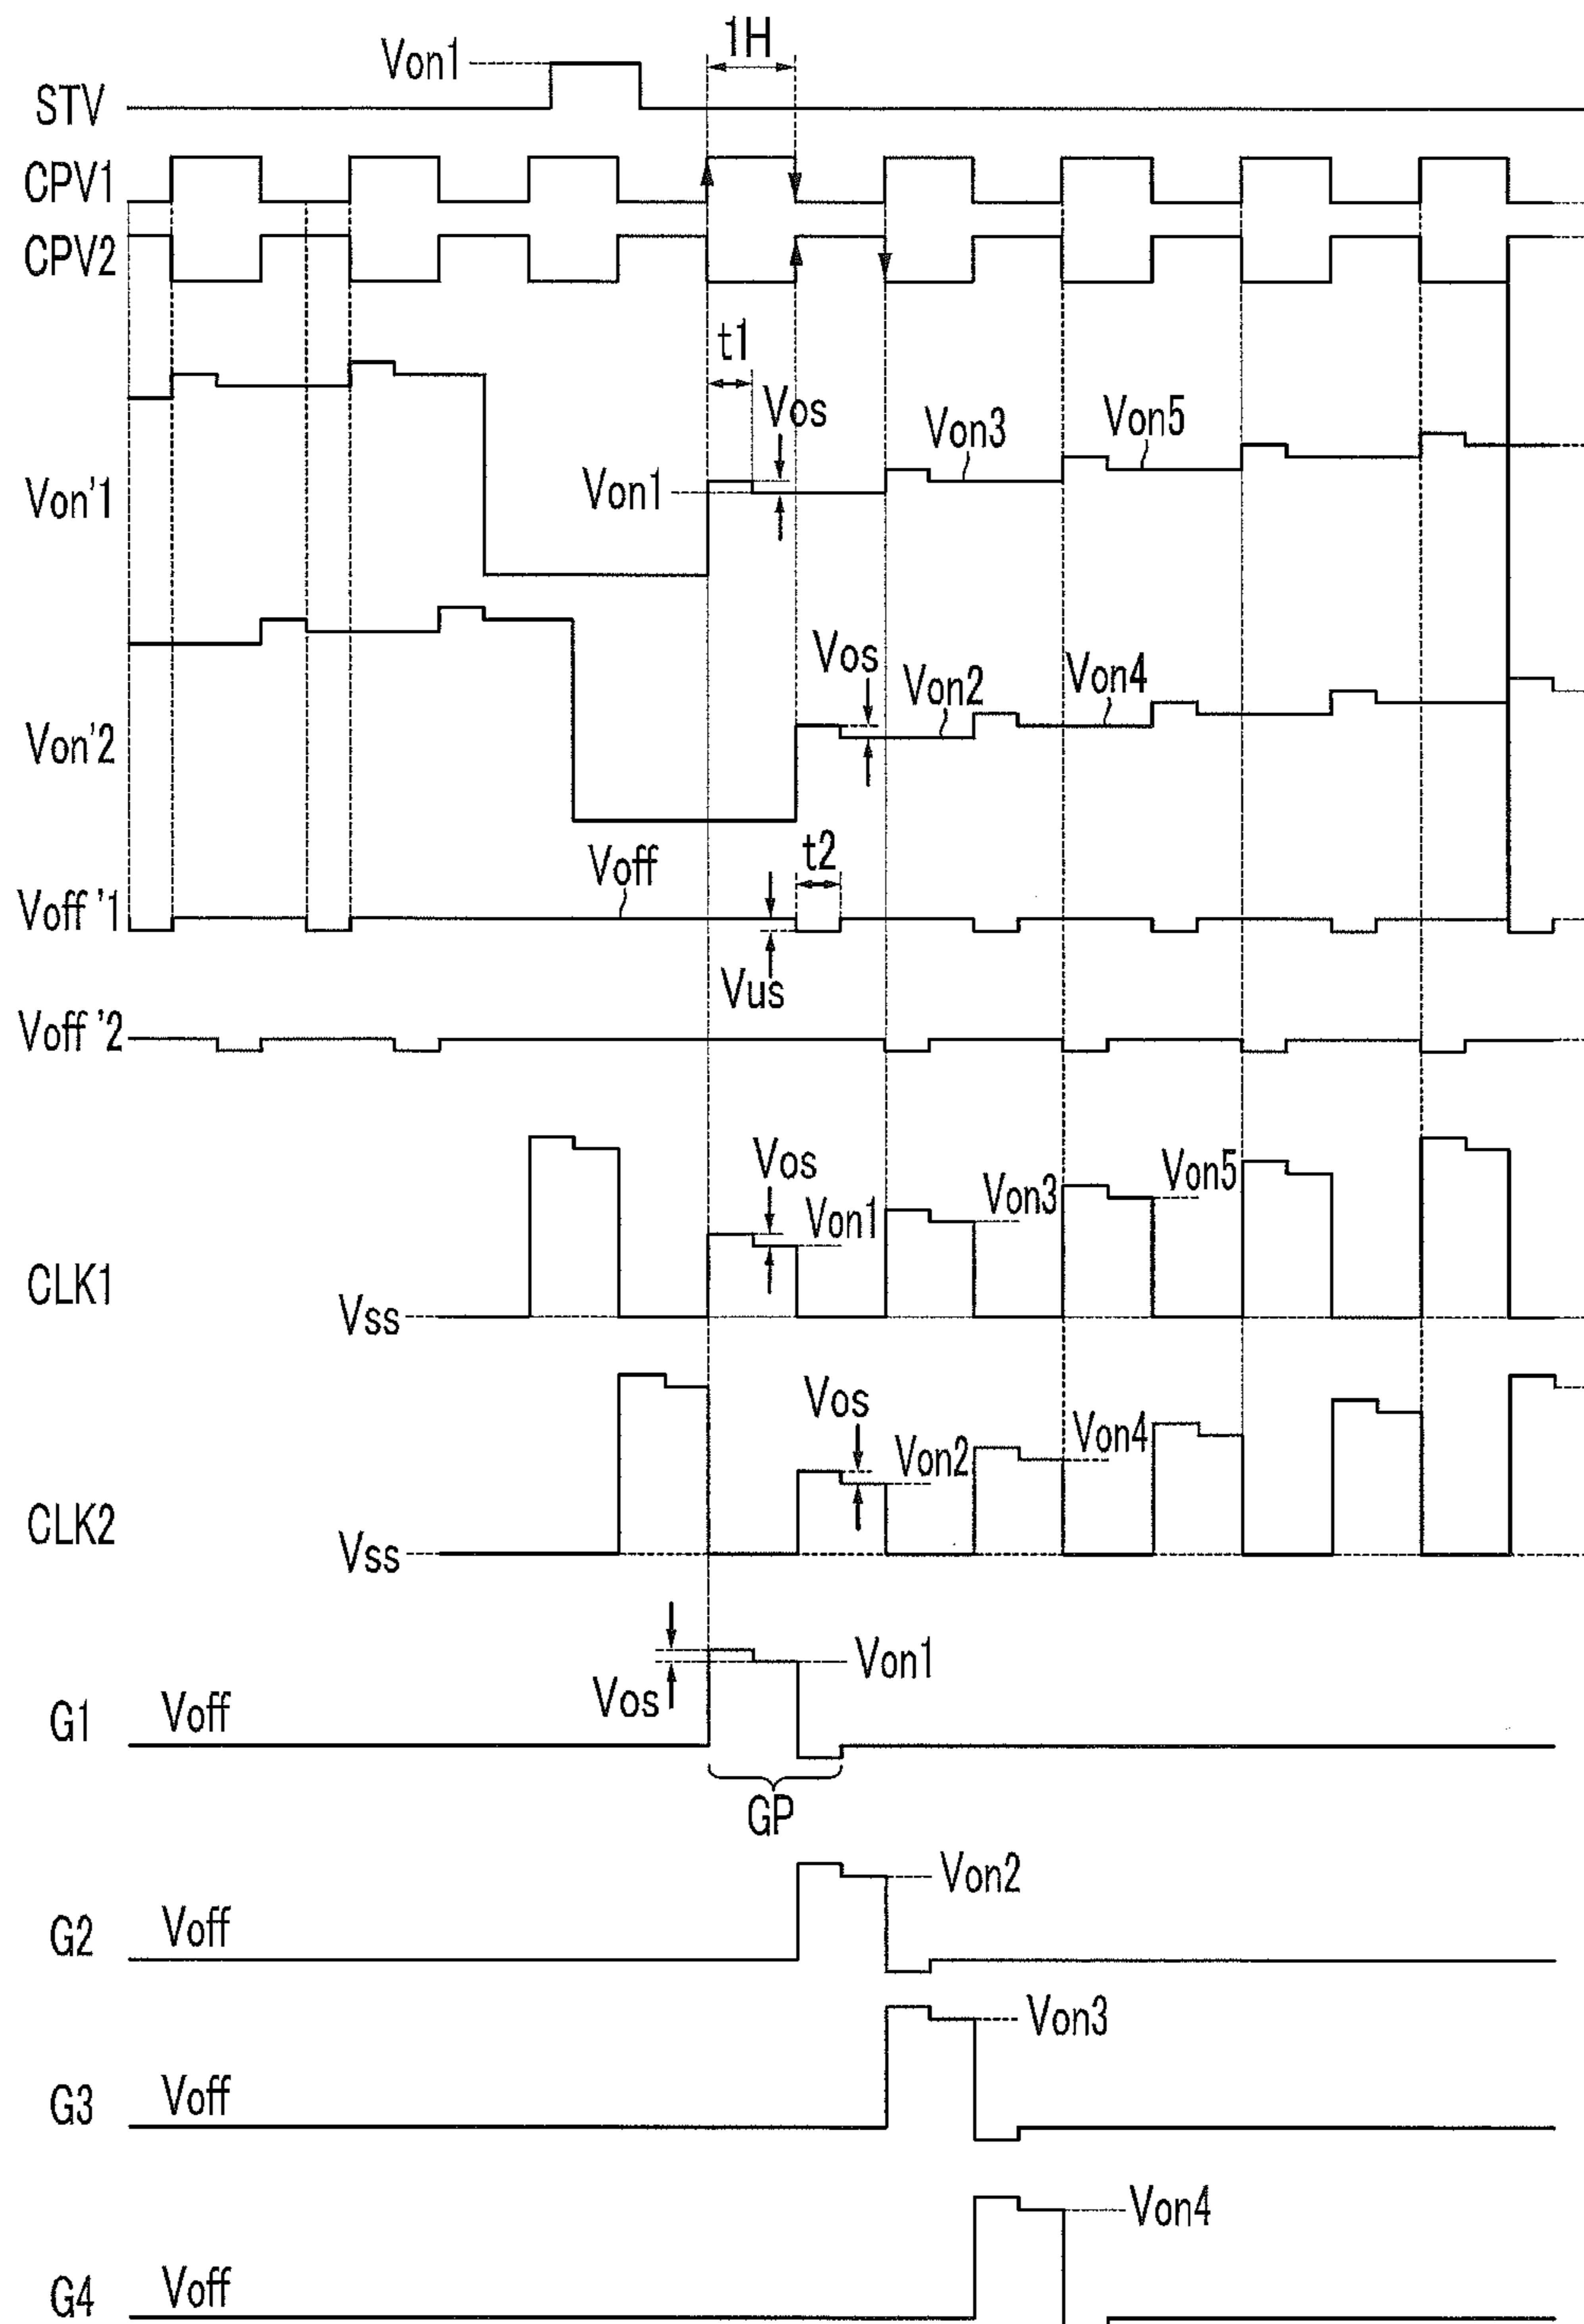 1H
Von1
STV
CPV1
CPV2
t1
Vos
Von3
Von5
Von1
Von'1
Vos
Von2
Von4
Von'2
t2
Voff
Voff'1
Vus
Voff'2
Vos
Von1
Von3
Von5
CLK1
Vss
Vos
Von2
Von4
CLK2
Vss
Von1
Vos
G1
Voff
GP
Von2
G2
Voff
Von3
G3
Voff
Von4
G4
Voff